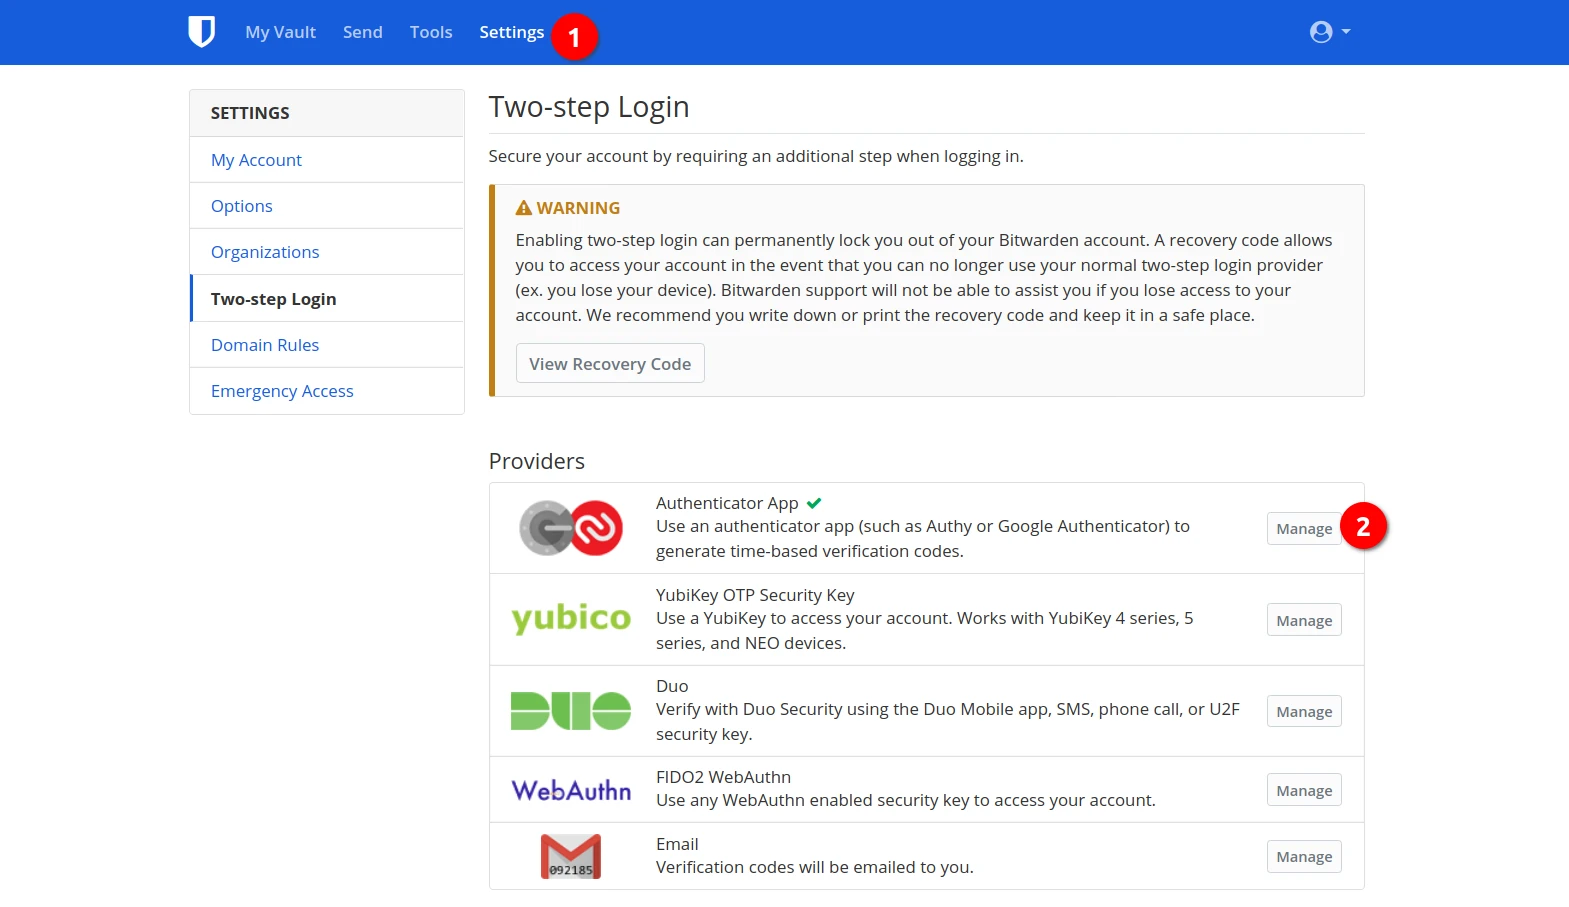 My Vault Send Tools Settings 1
SETTINGS
My Account
Options
Organizations
Two-step Login
Domain Rules
Emergency Access
Two-step Login
Secure your account by requiring an additional step when logging in.
WARNING
Enabling two-step login can permanently lock you out of your Bitwarden account. A recovery code allows
you to access your account in the event that you can no longer use your normal two-step login provider
(ex. you lose your device). Bitwarden support will not be able to assist you if you lose access to your
account. We recommend you write down or print the recovery code and keep it in a safe place.
View Recovery Code
Providers
Authenticator App
Use an authenticator app (such as Authy or Google Authenticator) to
generate time-based verification codes.
Manage 2
yubico
YubiKey OTP Security Key
Use a YubiKey to access your account. Works with YubiKey 4 series, 5
series, and NEO devices.
Manage
DUO
Duo
Verify with Duo Security using the Duo Mobile app, SMS, phone call, or U2F
security key.
Manage
WebAuthn
FIDO2 WebAuthn
Use any WebAuthn enabled security key to access your account.
Manage
092185
Email
Verification codes will be emailed to you.
Manage